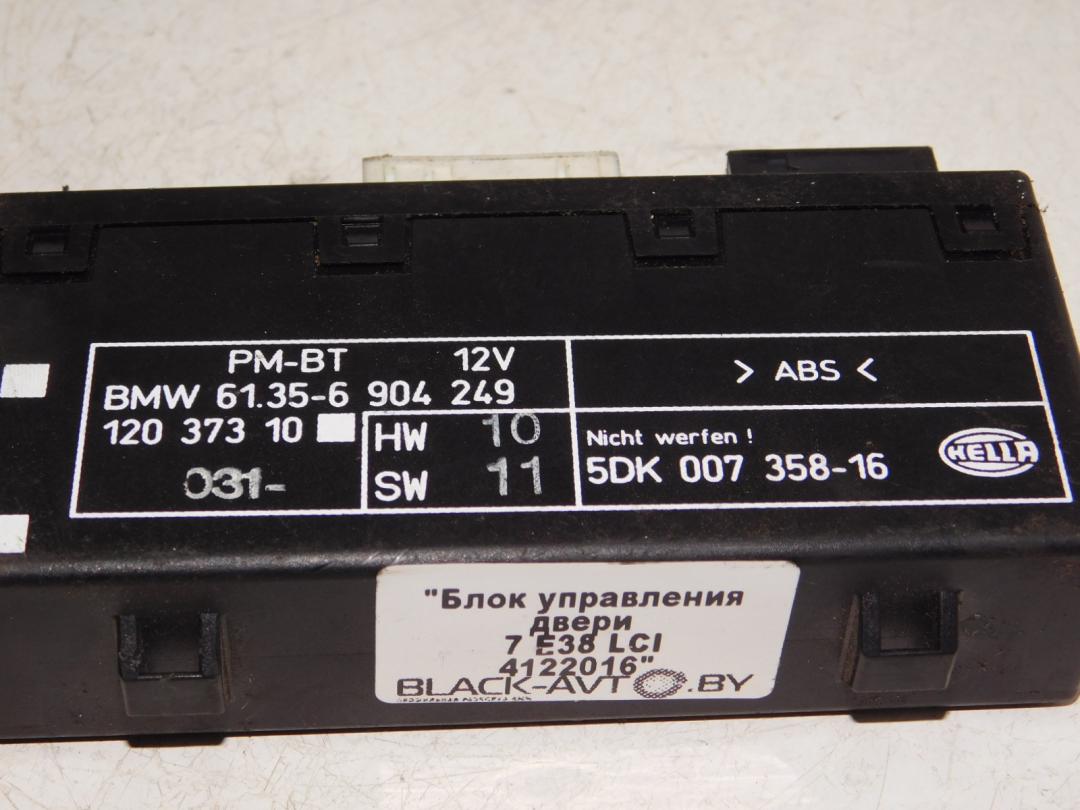 PM-BT 12V
BMW 61.35-6 904 249
120 373 10
031-
HW 10
SW 11
> ABS <
Nicht werfen !
5DK 007 358-16
HELLA
"Блок управления
двери
7 E38 LCI
4122016"
BLACK-AVTO.BY